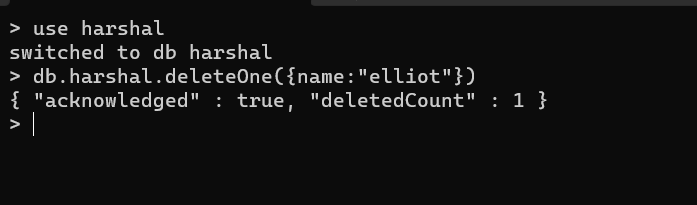 > use harshal
switched to db harshal
> db.harshal.deleteOne({name:"elliot"})
{ "acknowledged" : true, "deletedCount" : 1 }
>